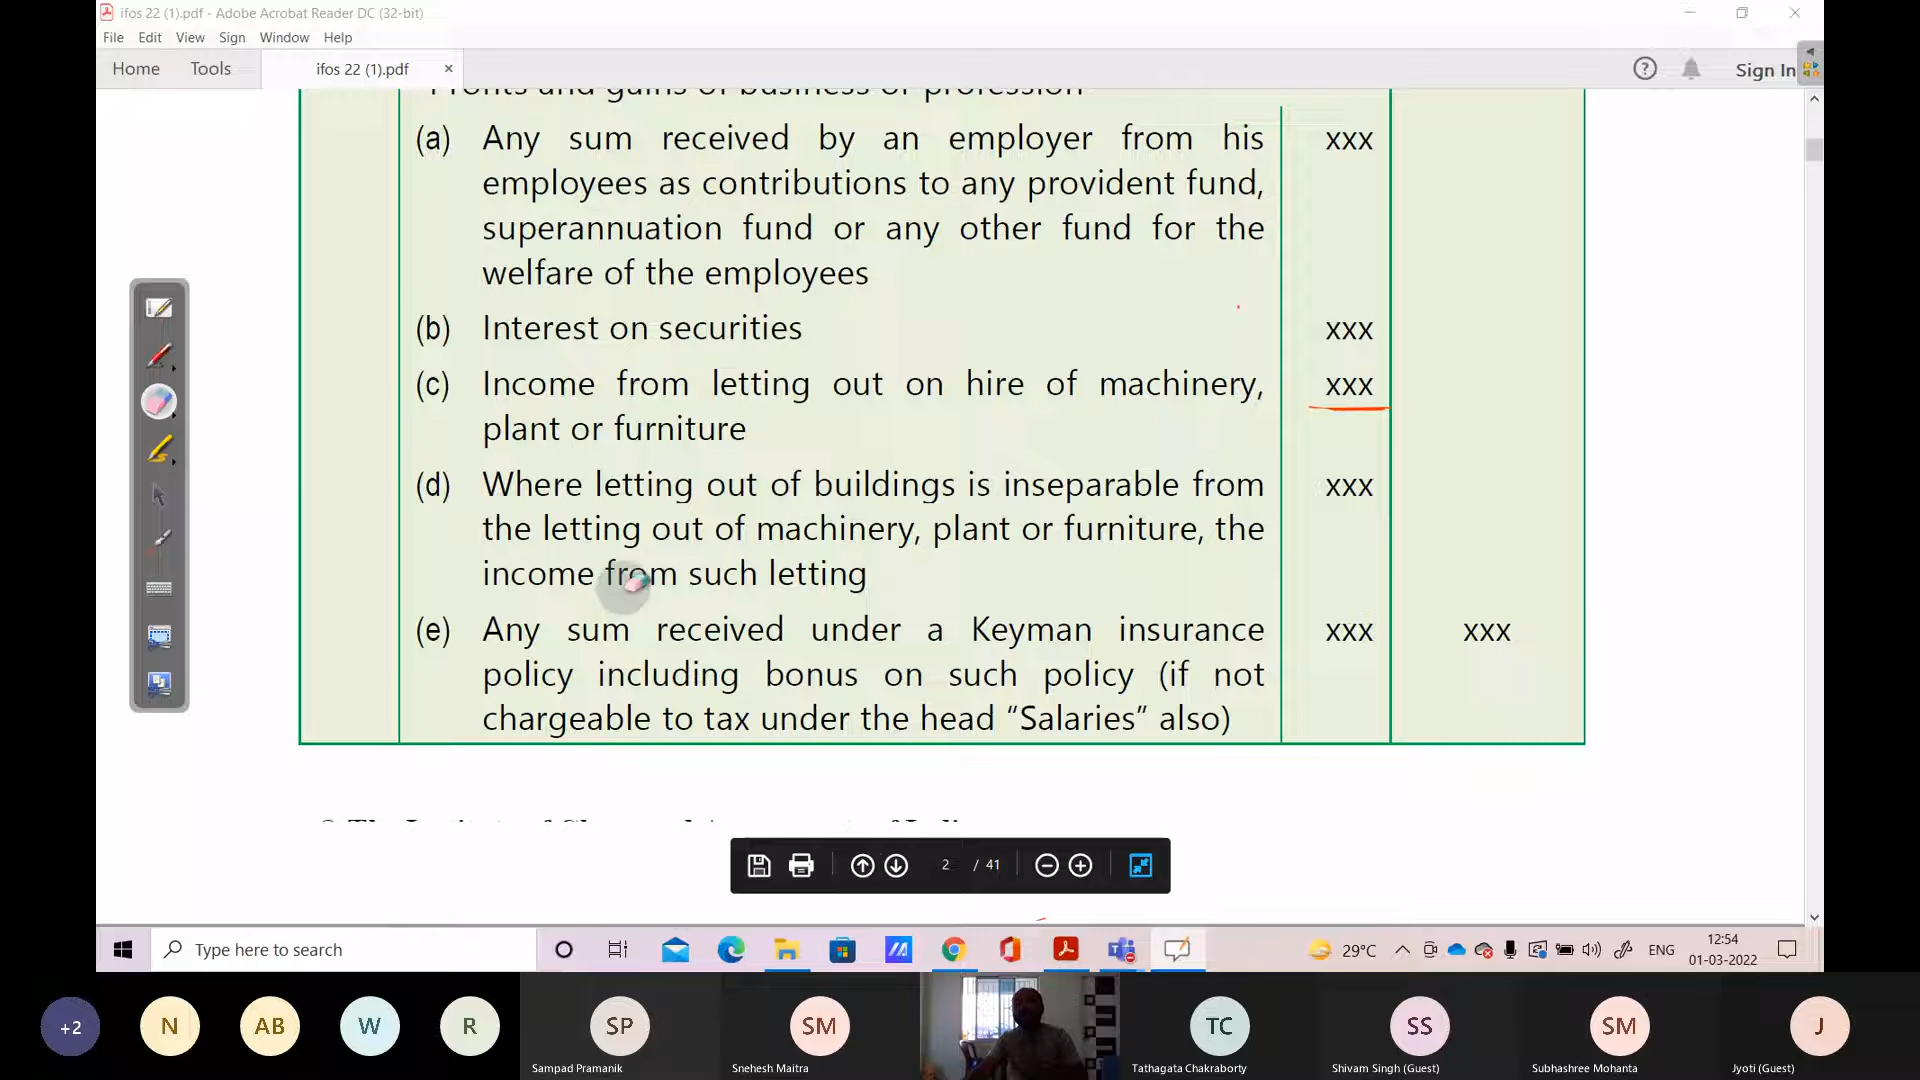 ifos 22 (1).pdf - Adobe Acrobat Reader DC (32-bit)
File Edit View Sign Window Help
Home Tools ifos 22 (1).pdf × Sign In
Profits and gains of business or profession
(a) Any sum received by an employer from his xxx
employees as contributions to any provident fund,
superannuation fund or any other fund for the
welfare of the employees
(b) Interest on securities xxx
(c) Income from letting out on hire of machinery, xxx
plant or furniture
(d) Where letting out of buildings is inseparable from xxx
the letting out of machinery, plant or furniture, the
income from such letting
(e) Any sum received under a Keyman insurance xxx xxx
policy including bonus on such policy (if not
chargeable to tax under the head “Salaries” also)
2 / 41
Type here to search 29°C ENG 12:54
01-03-2022
+2 N AB W R SP SM TC SS SM J
Sampad Pramanik Snehesh Maitra Tathagata Chakraborty Shivam Singh (Guest) Subhashree Mohanta Jyoti (Guest)